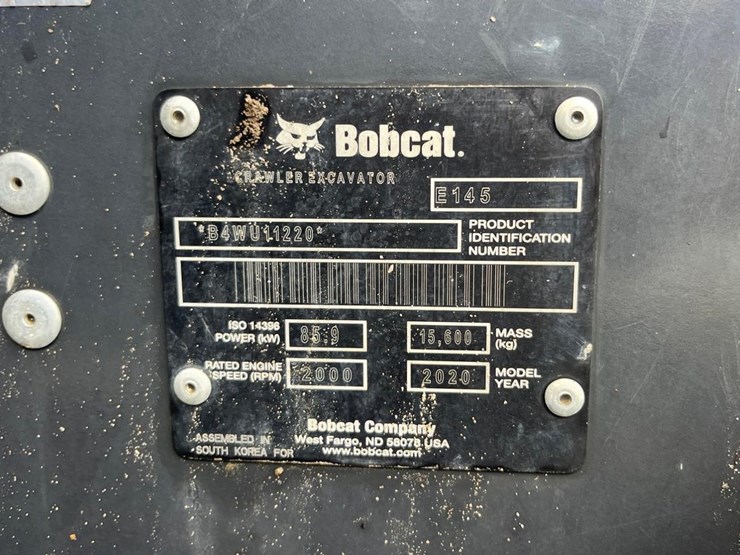 Bobcat.
CRAWLER EXCAVATOR
E145
*B4WU11220*
PRODUCT
IDENTIFICATION
NUMBER
ISO 14396
POWER (kW)
85.9
15,600
MASS
(kg)
RATED ENGINE
SPEED (RPM)
2000
2020
MODEL
YEAR
Bobcat Company
ASSEMBLED IN
West Fargo, ND 58078 USA
SOUTH KOREA FOR
www.bobcat.com